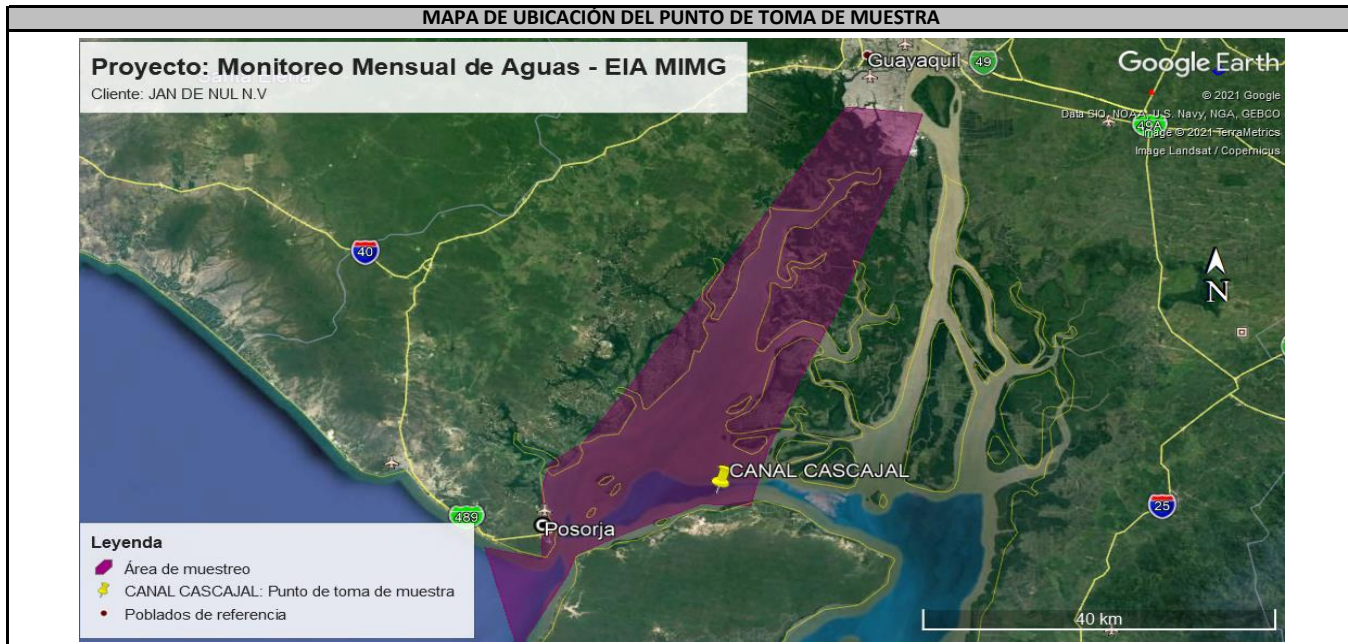 MAPA DE UBICACIÓN DEL PUNTO DE TOMA DE MUESTRA
Proyecto: Monitoreo Mensual de Aguas - EIA MIMG
Cliente: JAN DE NUL N.V
Guayaquil
49
Google Earth
© 2021 Google
Data SIO, NOAA, U.S. Navy, NGA, GEBCO
49A
Image © 2021 TerraMetrics
Image Landsat / Copernicus
40
N
CANAL CASCAJAL
489
Posorja
25
Leyenda
Área de muestreo
CANAL CASCAJAL: Punto de toma de muestra
Poblados de referencia
40 km